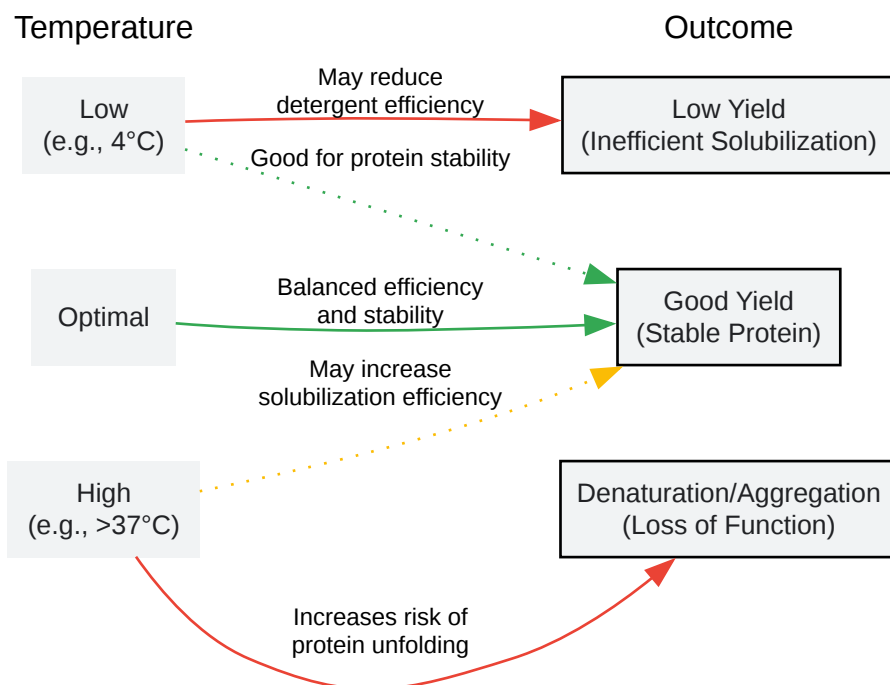 Temperature
Outcome
Low
(e.g., 4°C)
May reduce
detergent efficiency
Low Yield
(Inefficient Solubilization)
Good for protein stability
Optimal
Balanced efficiency
and stability
Good Yield
(Stable Protein)
May increase
solubilization efficiency
High
(e.g., >37°C)
Denaturation/Aggregation
(Loss of Function)
Increases risk of
protein unfolding